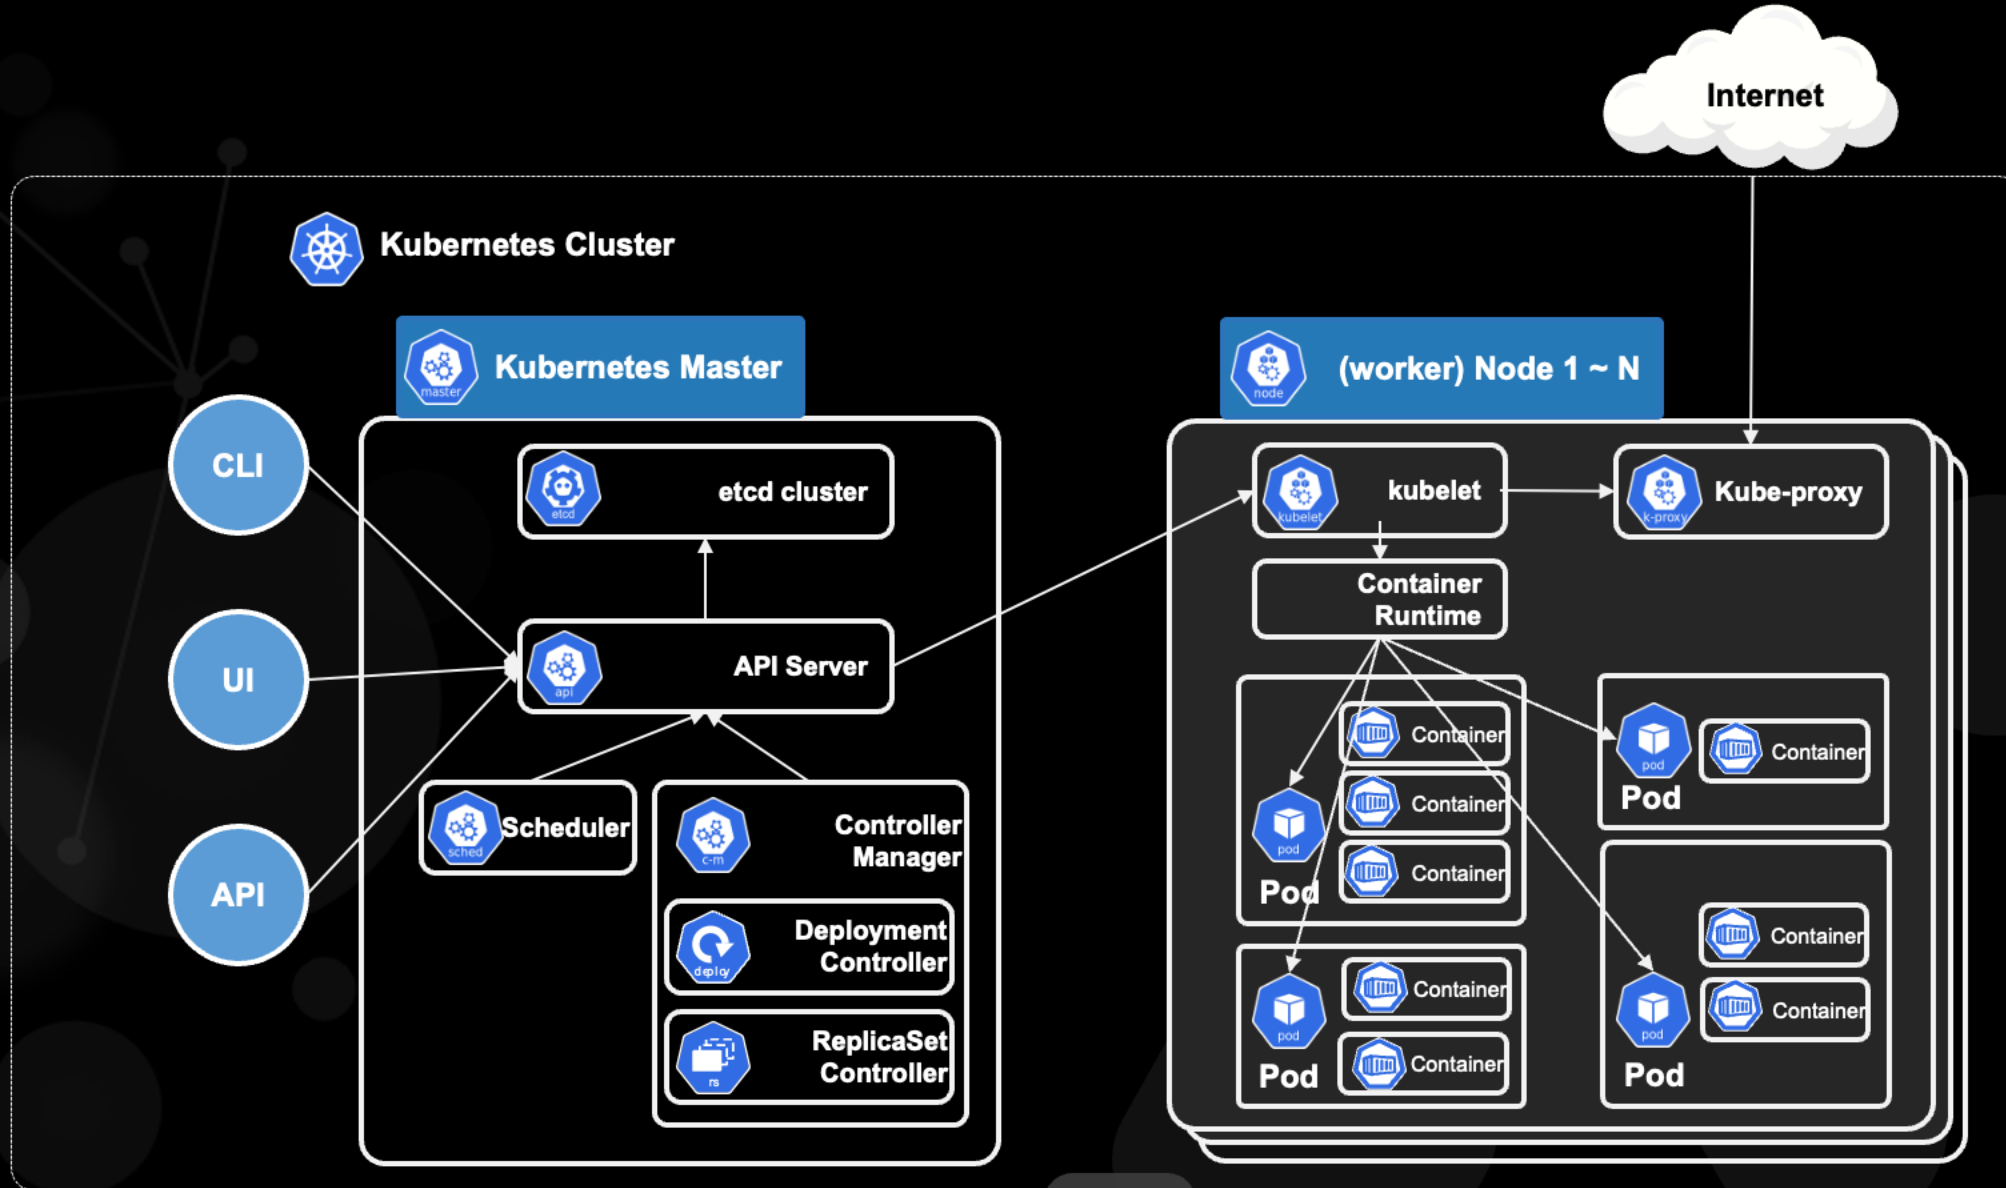 Internet
Kubernetes Cluster
master
Kubernetes Master
node
(worker) Node 1 ~ N
CLI
UI
API
etcd
etcd cluster
api
API Server
sched
Scheduler
c-m
Controller
Manager
deploy
Deployment
Controller
rs
ReplicaSet
Controller
kubelet
kubelet
k-proxy
Kube-proxy
Container
Runtime
pod
Pod
Container
Container
Container
pod
Pod
Container
pod
Pod
Container
Container
pod
Pod
Container
Container